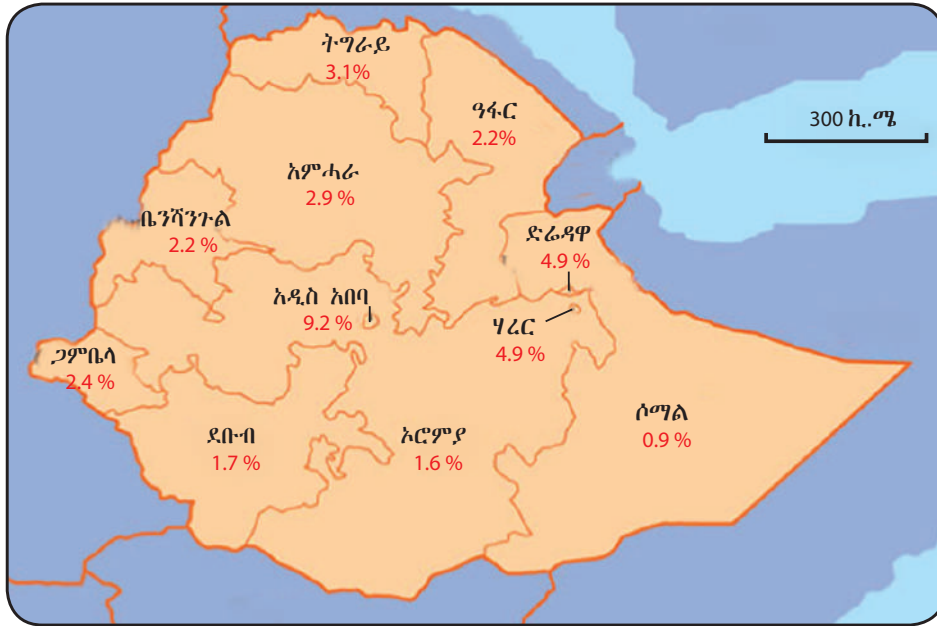 ትግራይ
3.1%
ዓፋር
2.2%
300 ኪ.ሜ
አምሓራ
2.9 %
ቤንሻንጉል
2.2 %
ድሬዳዋ
4.9 %
አዲስ አበባ
9.2 %
ሃረር
4.9 %
ጋምቤላ
2.4 %
ሶማል
0.9 %
ደቡብ
1.7 %
ኦሮምያ
1.6 %